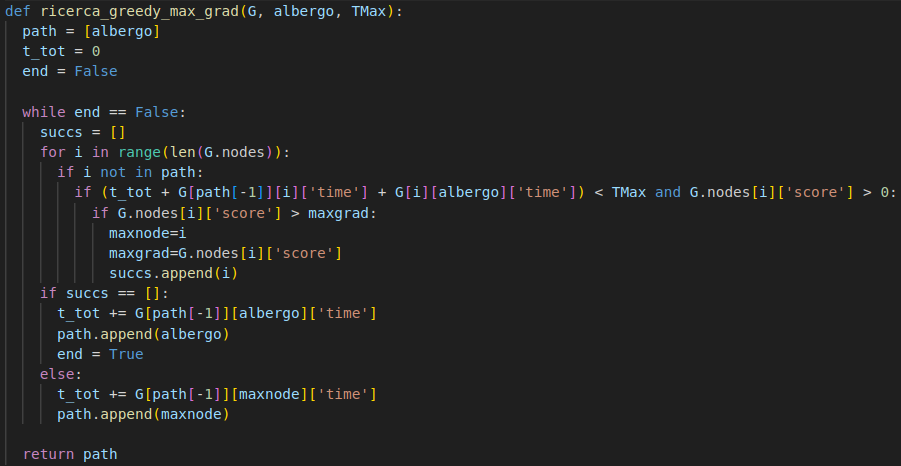 def ricerca_greedy_max_grad(G, albergo, TMax):
  path = [albergo]
  t_tot = 0
  end = False

  while end == False:
    succs = []
    for i in range(len(G.nodes)):
      if i not in path:
        if (t_tot + G[path[-1]][i]['time'] + G[i][albergo]['time']) < TMax and G.nodes[i]['score'] > 0:
          if G.nodes[i]['score'] > maxgrad:
            maxnode=i
            maxgrad=G.nodes[i]['score']
            succs.append(i)
    if succs == []:
      t_tot += G[path[-1]][albergo]['time']
      path.append(albergo)
      end = True
    else:
      t_tot += G[path[-1]][maxnode]['time']
      path.append(maxnode)

  return path